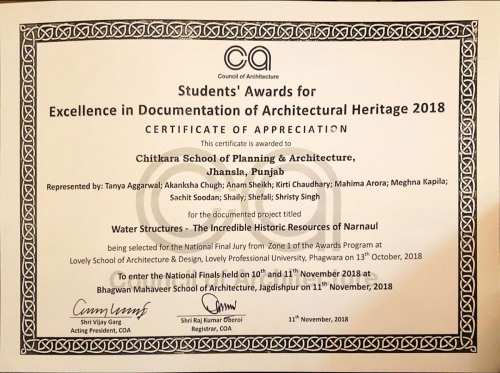 ca
Council of Architecture
Students' Awards for
Excellence in Documentation of Architectural Heritage 2018
CERTIFICATE OF APPRECIATION
This certificate is awarded to
Chitkara School of Planning & Architecture,
Jhansla, Punjab
Represented by: Tanya Aggarwal; Akanksha Chugh; Anam Sheikh; Kirti Chaudhary; Mahima Arora; Meghna Kapila;
Sachit Soodan; Shaily; Shefali; Shristy Singh
for the documented project titled
Water Structures - The Incredible Historic Resources of Narnaul
being selected for the National Final Jury from Zone 1 of the Awards Program at
Lovely School of Architecture & Design, Lovely Professional University, Phagwara on 13th October, 2018
To enter the National Finals held on 10th and 11th November 2018 at
Bhagwan Mahaveer School of Architecture, Jagdishpur on 11th November, 2018
Council of Architecture
Shri Vijay Garg
Acting President, COA
Shri Raj Kumar Oberoi
Registrar, COA
11th November, 2018